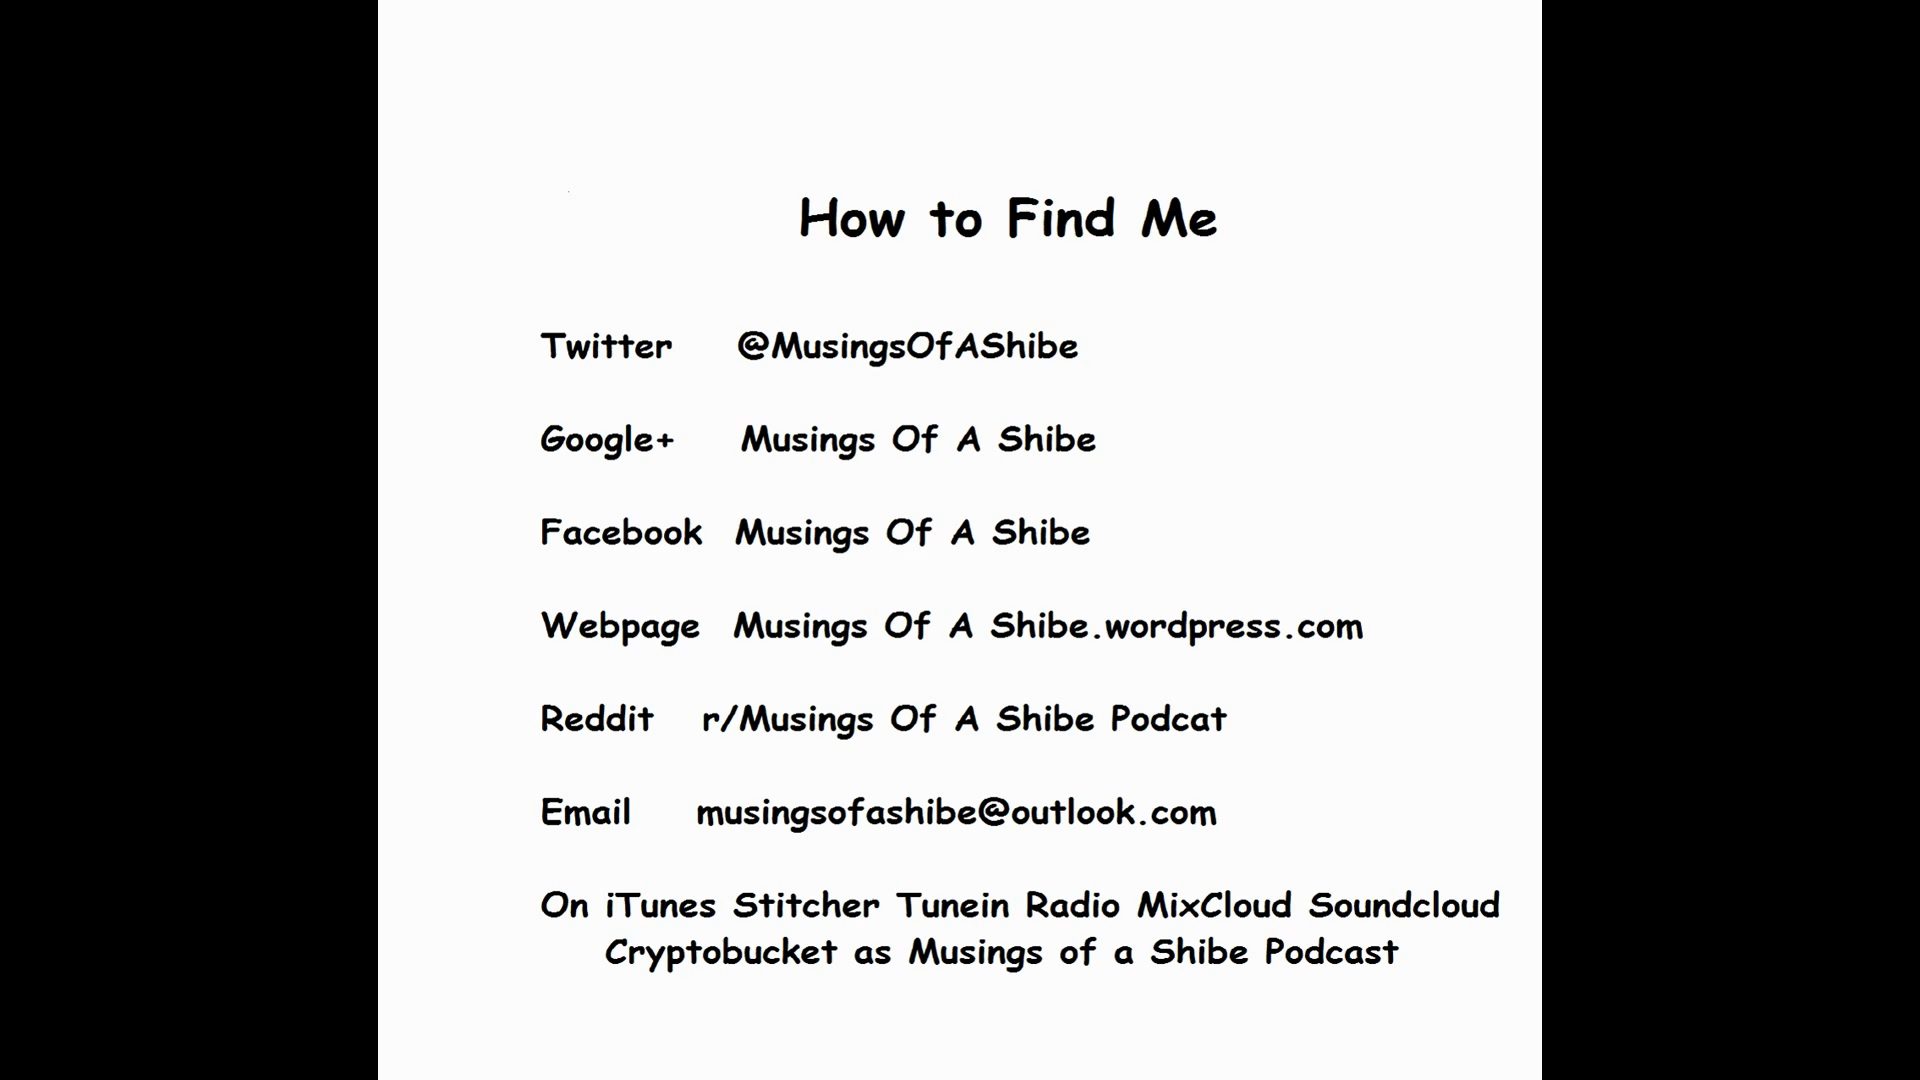 How to Find Me
Twitter @MusingsOfAShibe
Google+ Musings Of A Shibe
Facebook Musings Of A Shibe
Webpage Musings Of A Shibe.wordpress.com
Reddit r/Musings Of A Shibe Podcat
Email musingsofashibe@outlook.com
On iTunes Stitcher Tunein Radio MixCloud Soundcloud
Cryptobucket as Musings of a Shibe Podcast